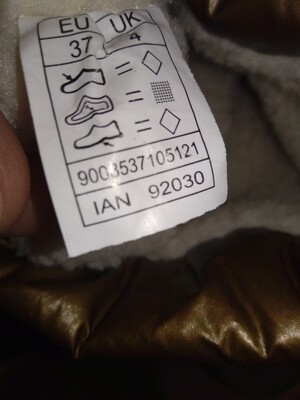 EU UK
37 4
=
=
=
9003537105121
IAN 92030